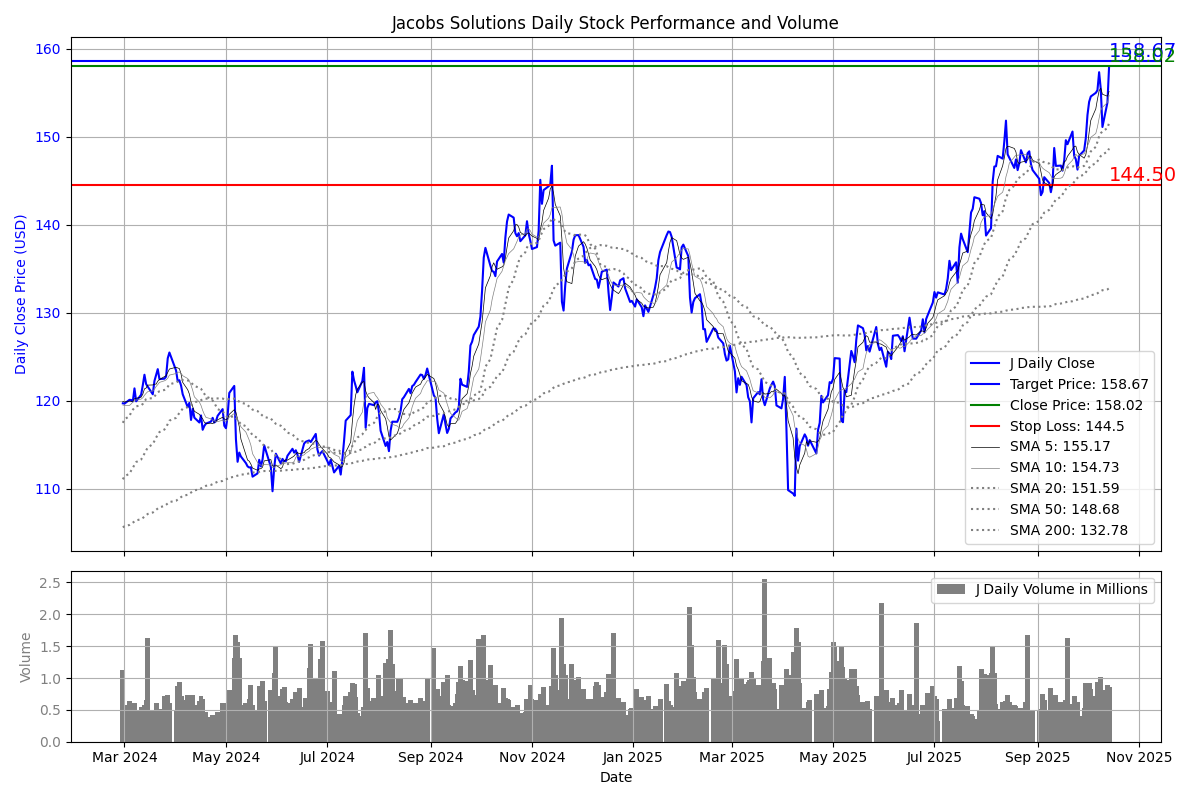 Jacobs Solutions Daily Stock Performance and Volume
158.67
158.02
144.50
160
150
140
130
120
110
Daily Close Price (USD)
J Daily Close
Target Price: 158.67
Close Price: 158.02
Stop Loss: 144.5
SMA 5: 155.17
SMA 10: 154.73
SMA 20: 151.59
SMA 50: 148.68
SMA 200: 132.78
2.5
2.0
1.5
1.0
0.5
0.0
Volume
J Daily Volume in Millions
Mar 2024 May 2024 Jul 2024 Sep 2024 Nov 2024 Jan 2025 Mar 2025 May 2025 Jul 2025 Sep 2025 Nov 2025
Date